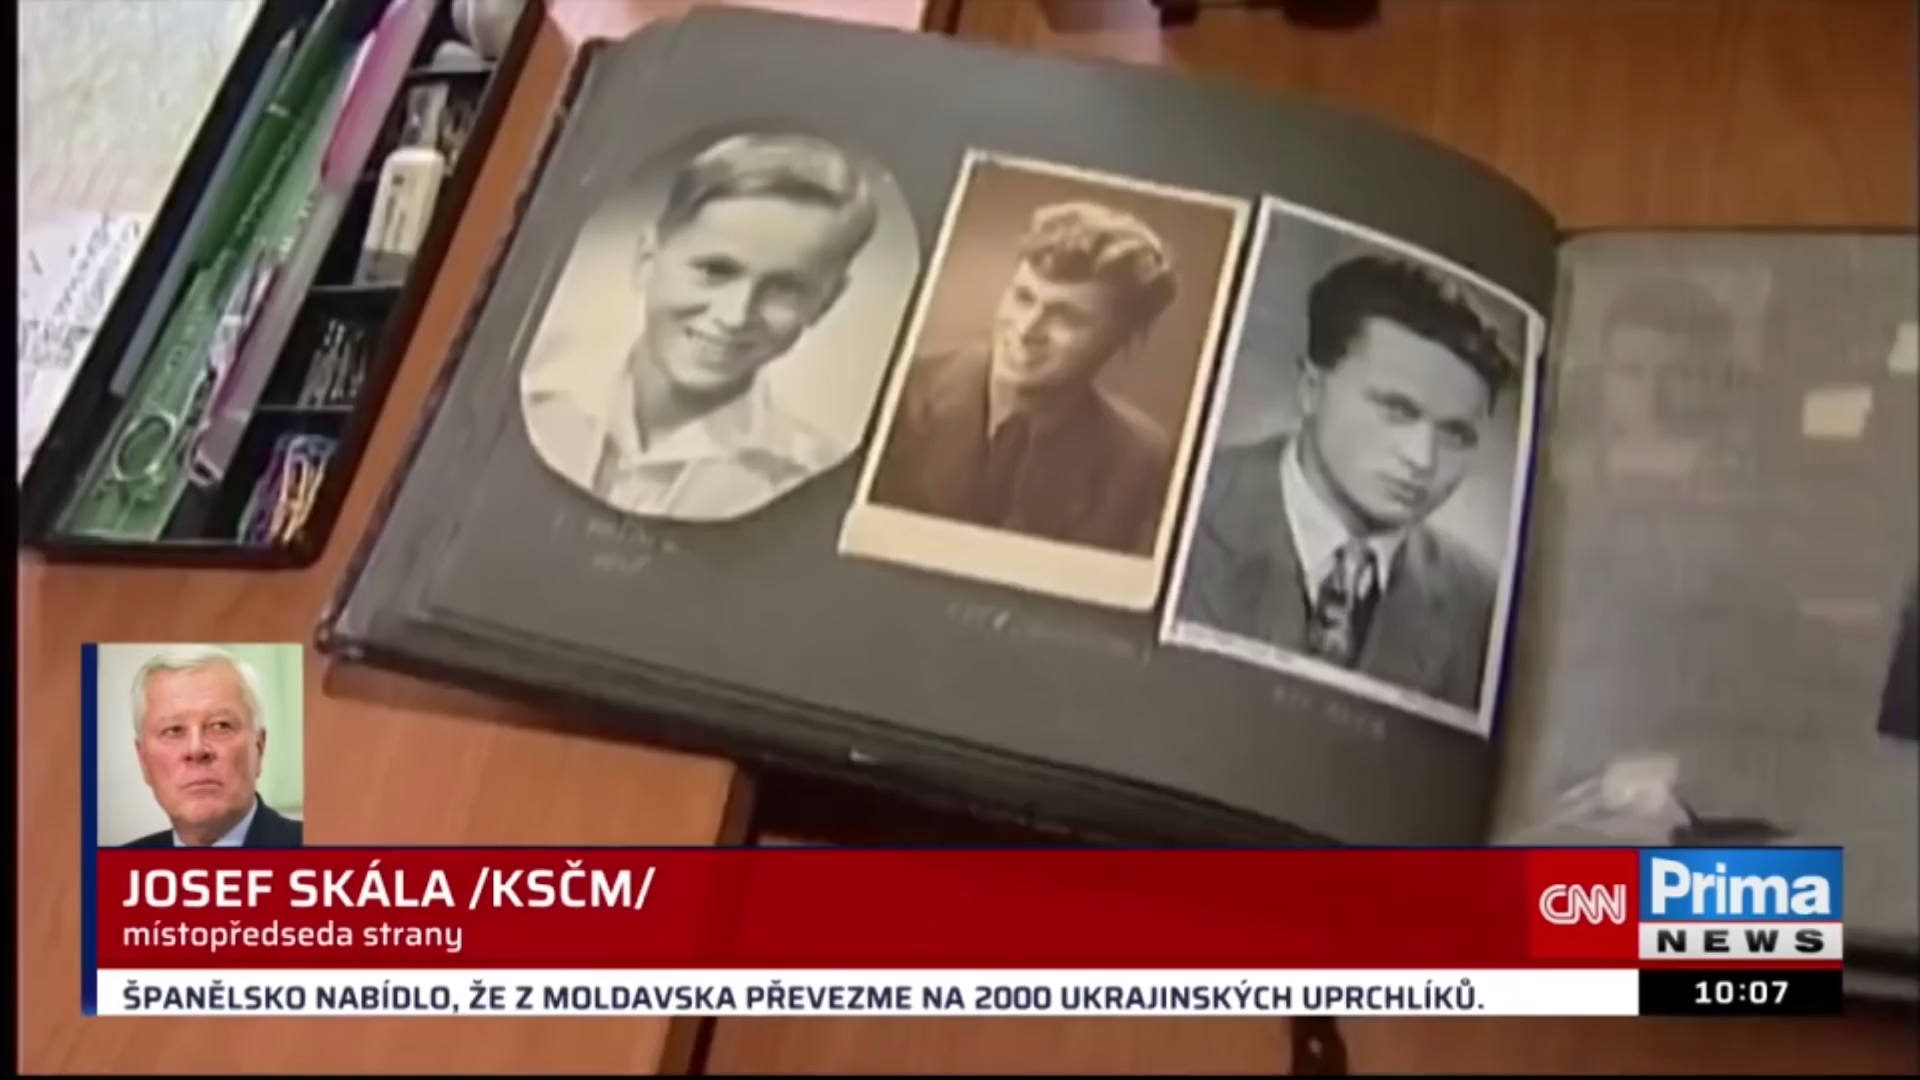 JOSEF SKÁLA /KSČM/
místopředseda strany
CNN Prima
NEWS
ŠPANĚLSKO NABÍDLO, ŽE Z MOLDAVSKA PŘEVEZME NA 2000 UKRAJINSKÝCH UPRCHLÍKŮ.
10:07